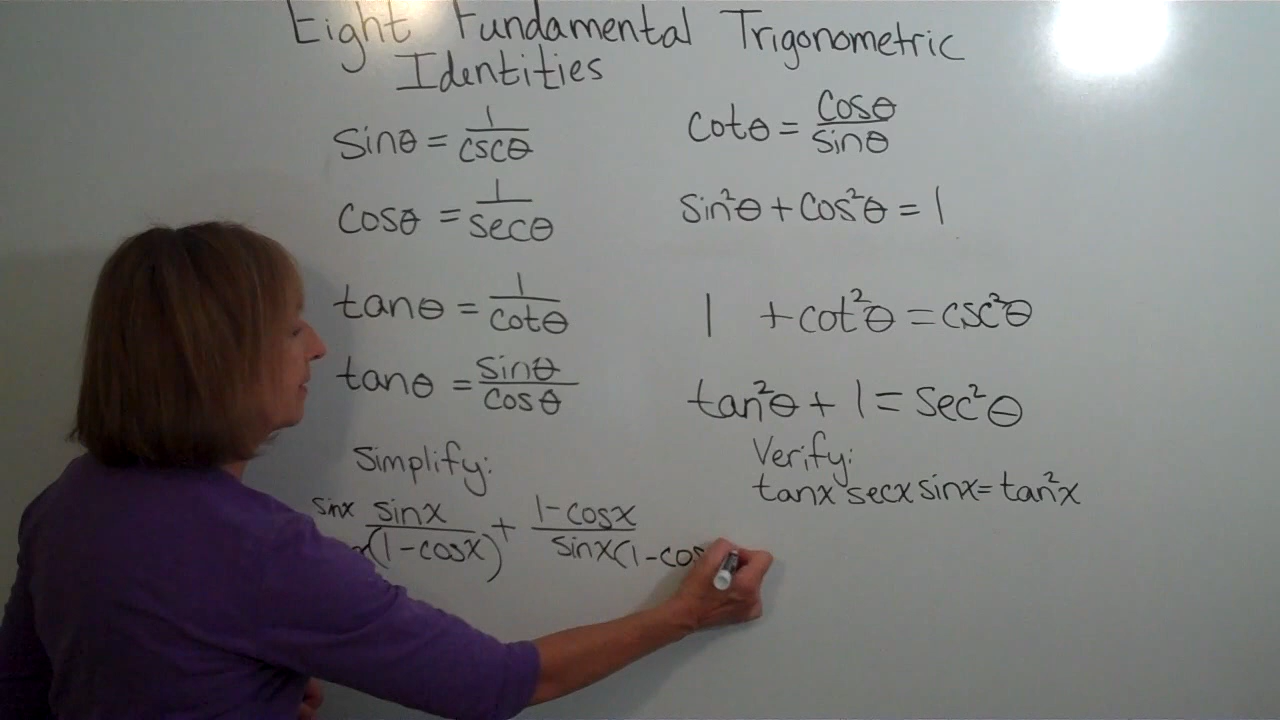 Eight Fundamental Trigonometric
Identities
sinθ = 1/cscθ
cosθ = 1/secθ
tanθ = 1/cotθ
tanθ = sinθ/cosθ
cotθ = cosθ/sinθ
sin²θ + cos²θ = 1
1 + cot²θ = csc²θ
tan²θ + 1 = sec²θ
Simplify:
sinx sinx/(1-cosx) + 1-cosx/sinx(1-cos
Verify:
tanx secx sinx = tan²x